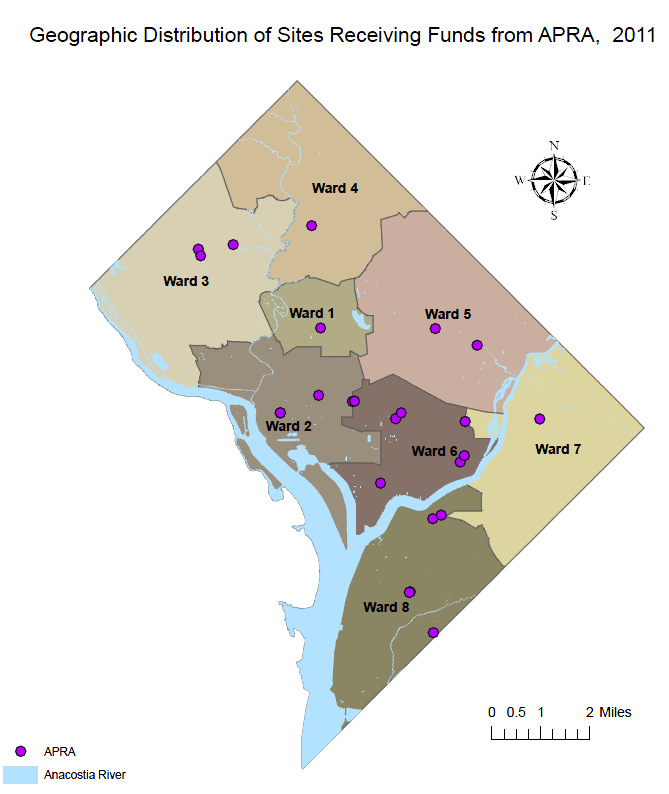 Geographic Distribution of Sites Receiving Funds from APRA, 2011
N
W E
S
Ward 4
Ward 3
Ward 1
Ward 5
Ward 2
Ward 6
Ward 7
Ward 8
0 0.5 1 2 Miles
APRA
Anacostia River